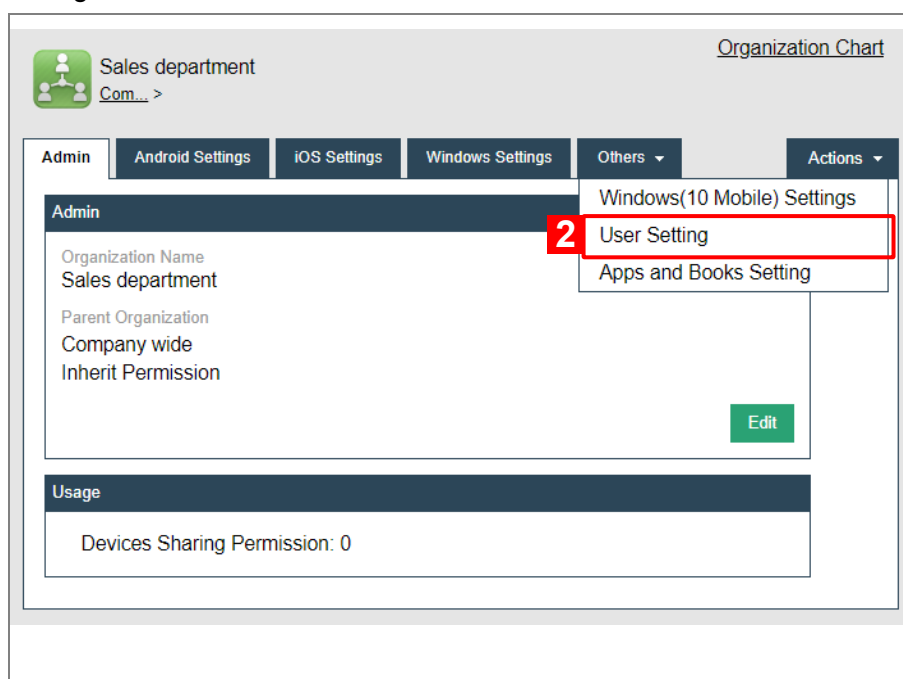 Organization Chart
Sales department
Com... >
Admin
Android Settings
iOS Settings
Windows Settings
Others
Actions
Windows(10 Mobile) Settings
2
User Setting
Apps and Books Setting
Admin
Organization Name
Sales department
Parent Organization
Company wide
Inherit Permission
Edit
Usage
Devices Sharing Permission: 0